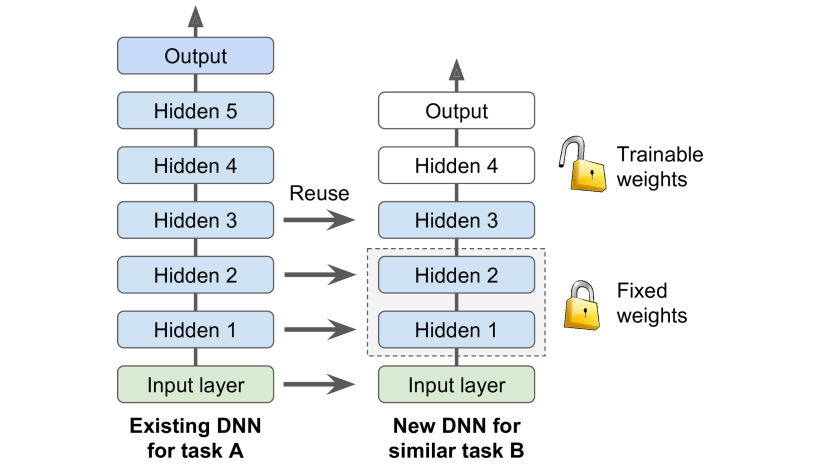 Output
Hidden 5
Hidden 4
Hidden 3
Hidden 2
Hidden 1
Input layer
Existing DNN
for task A
Reuse
Output
Hidden 4
Hidden 3
Hidden 2
Hidden 1
Input layer
New DNN for
similar task B
Trainable
weights
Fixed
weights